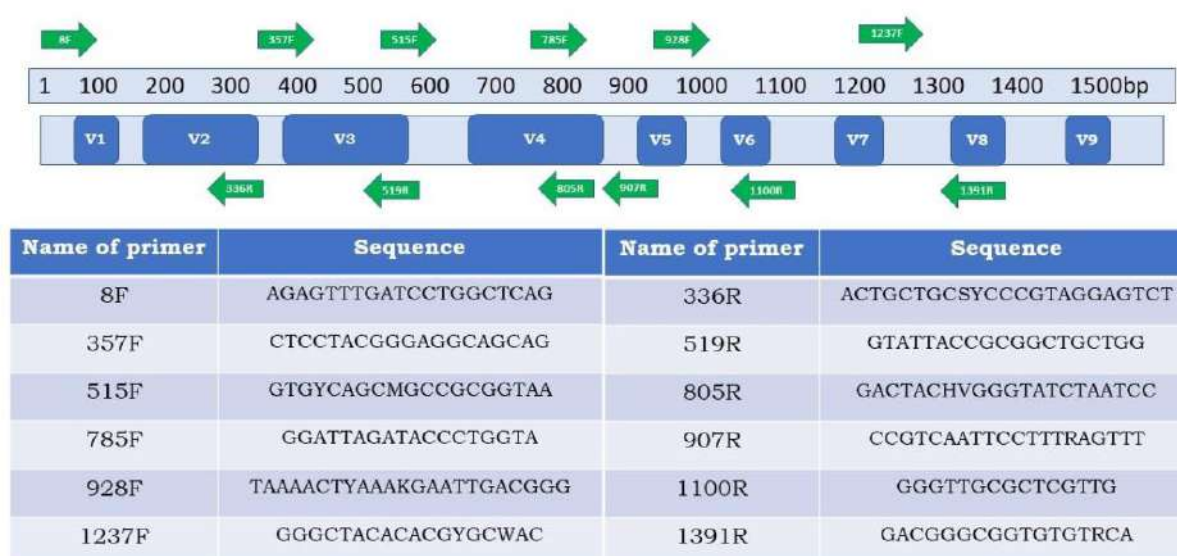 8F 357F 515F 785F 928F 1237F
1 100 200 300 400 500 600 700 800 900 1000 1100 1200 1300 1400 1500bp
V1 V2 V3 V4 V5 V6 V7 V8 V9
336R 519R 805R 907R 1100R 1391R
Name of primer Sequence Name of primer Sequence
8F AGAGTTTGATCCTGGCTCAG 336R ACTGCTGCSYCCCGTAGGAGTCT
357F CTCCTACGGGAGGCAGCAG 519R GTATTACCGCGGCTGCTGG
515F GTGYCAGCMGCCGCGGTAA 805R GACTACHVGGGTATCTAATCC
785F GGATTAGATACCCTGGTA 907R CCGTCAATTCCTTTRAGTTT
928F TAAAACTYAAAKGAATTGACGGG 1100R GGGTTGCGCTCGTTG
1237F GGGCTACACACGYGCWAC 1391R GACGGGCGGTGTGTRCA